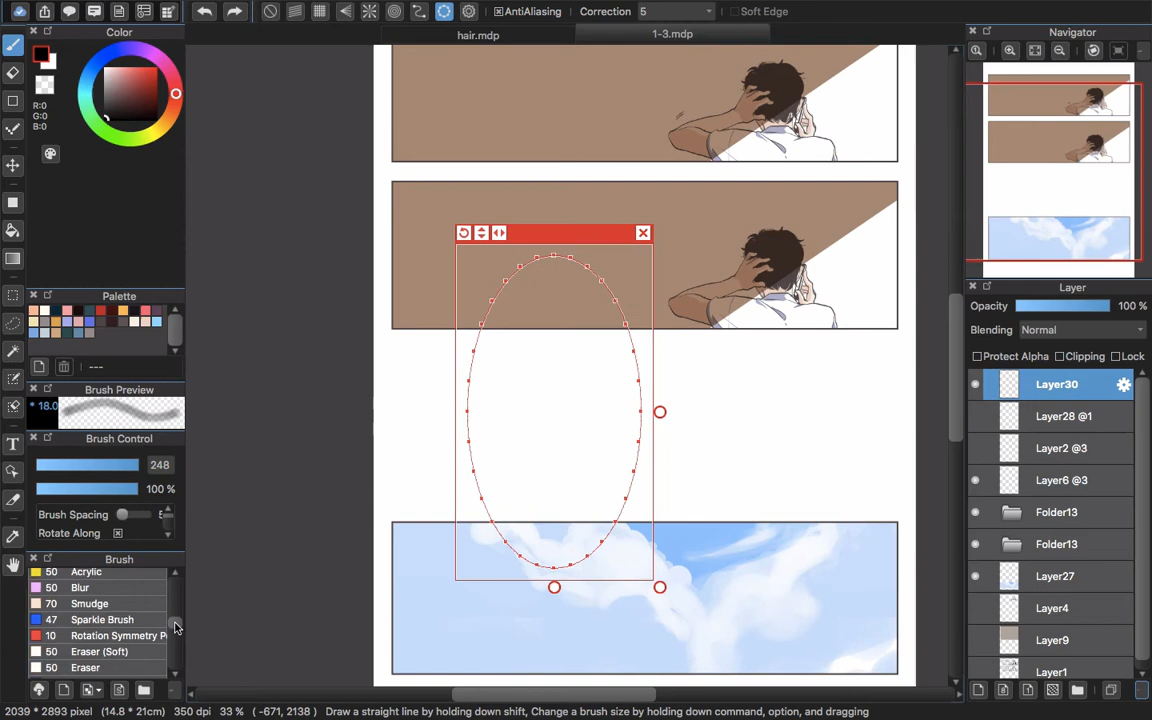 AntiAliasing Correction 5 Soft Edge
Color
hair.mdp 1-3.mdp
Navigator
R:0
G:0
B:0
Palette
---
Brush Preview
* 18.0
Brush Control
248
100 %
Brush Spacing
Rotate Along
Brush
50 Acrylic
50 Blur
70 Smudge
47 Sparkle Brush
10 Rotation Symmetry P
50 Eraser (Soft)
50 Eraser
Layer
Opacity 100 %
Blending Normal
Protect Alpha Clipping Lock
Layer30
Layer28 @1
Layer2 @3
Layer6 @3
Folder13
Folder13
Layer27
Layer4
Layer9
Layer1
2039 * 2893 pixel (14.8 * 21cm) 350 dpi 33 % ( -671, 2138 ) Draw a straight line by holding down shift, Change a brush size by holding down command, option, and dragging